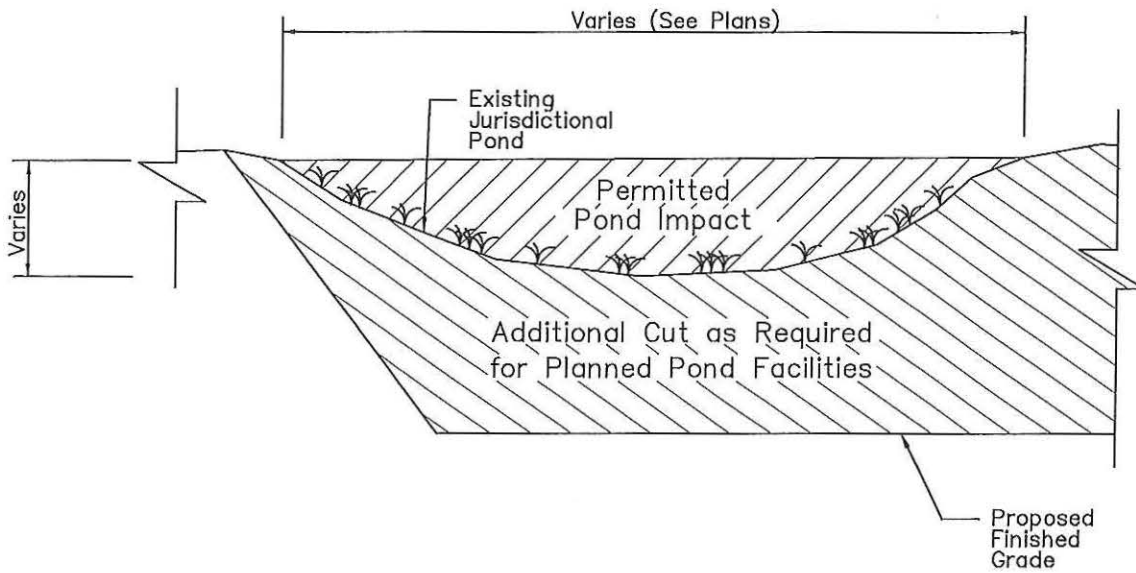 Varies (See Plans)
Existing
Jurisdictional
Pond
Permitted
Pond Impact
Varies
Additional Cut as Required
for Planned Pond Facilities
Proposed
Finished
Grade